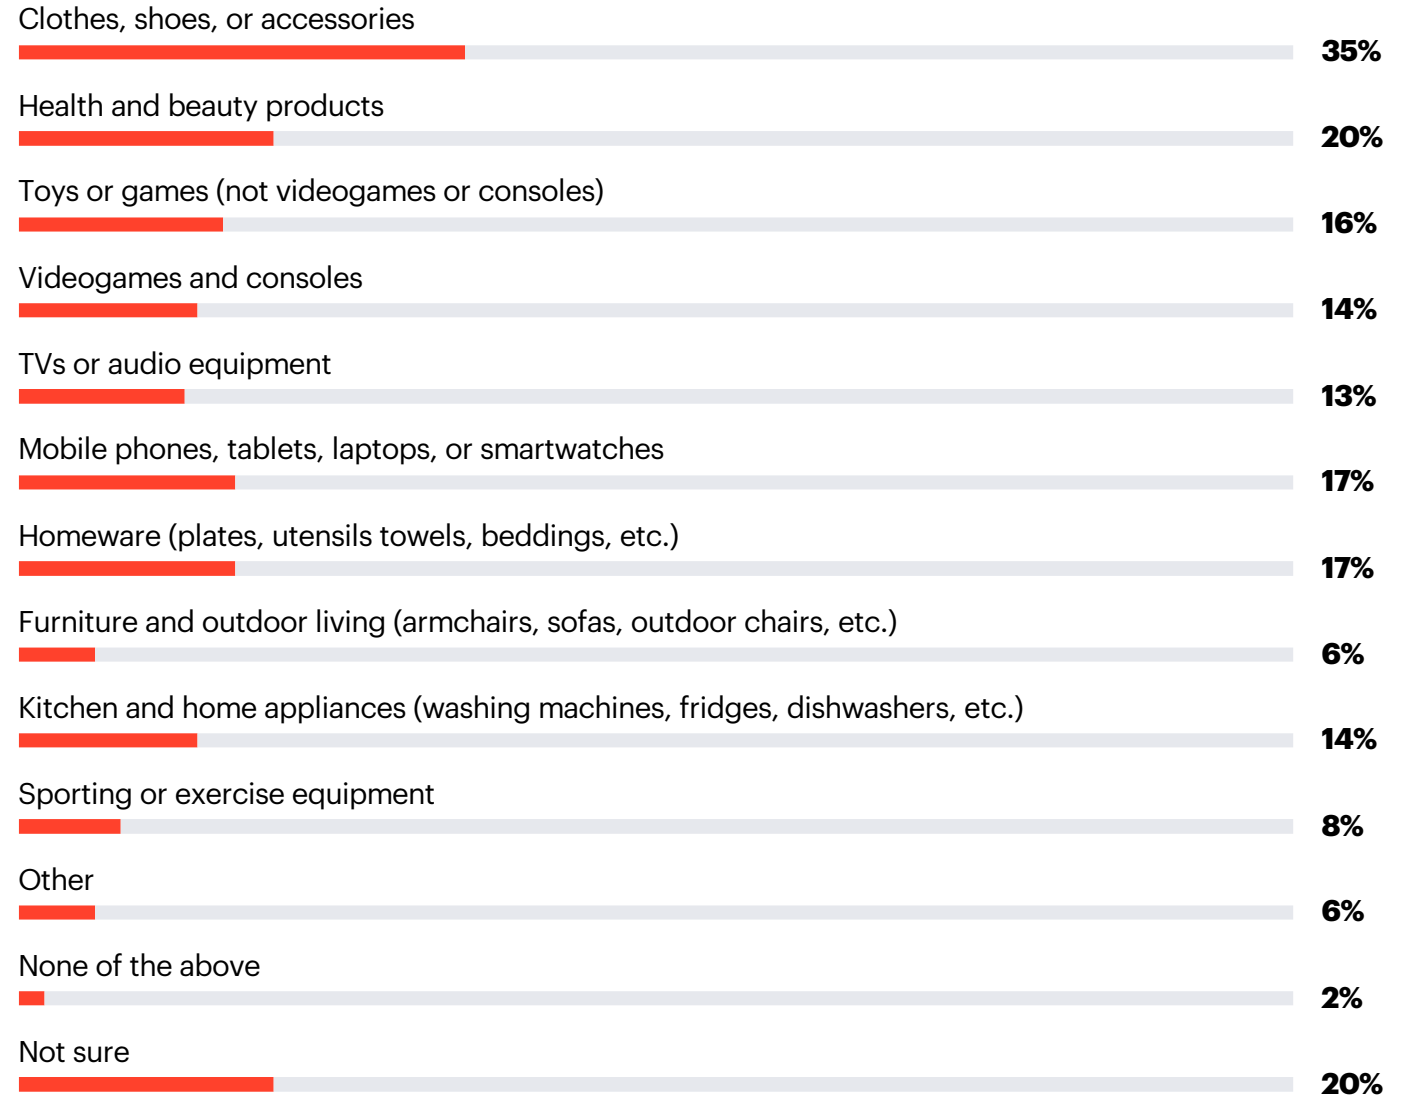 Clothes, shoes, or accessories
35%
Health and beauty products
20%
Toys or games (not videogames or consoles)
16%
Videogames and consoles
14%
TVs or audio equipment
13%
Mobile phones, tablets, laptops, or smartwatches
17%
Homeware (plates, utensils towels, beddings, etc.)
17%
Furniture and outdoor living (armchairs, sofas, outdoor chairs, etc.)
6%
Kitchen and home appliances (washing machines, fridges, dishwashers, etc.)
14%
Sporting or exercise equipment
8%
Other
6%
None of the above
2%
Not sure
20%